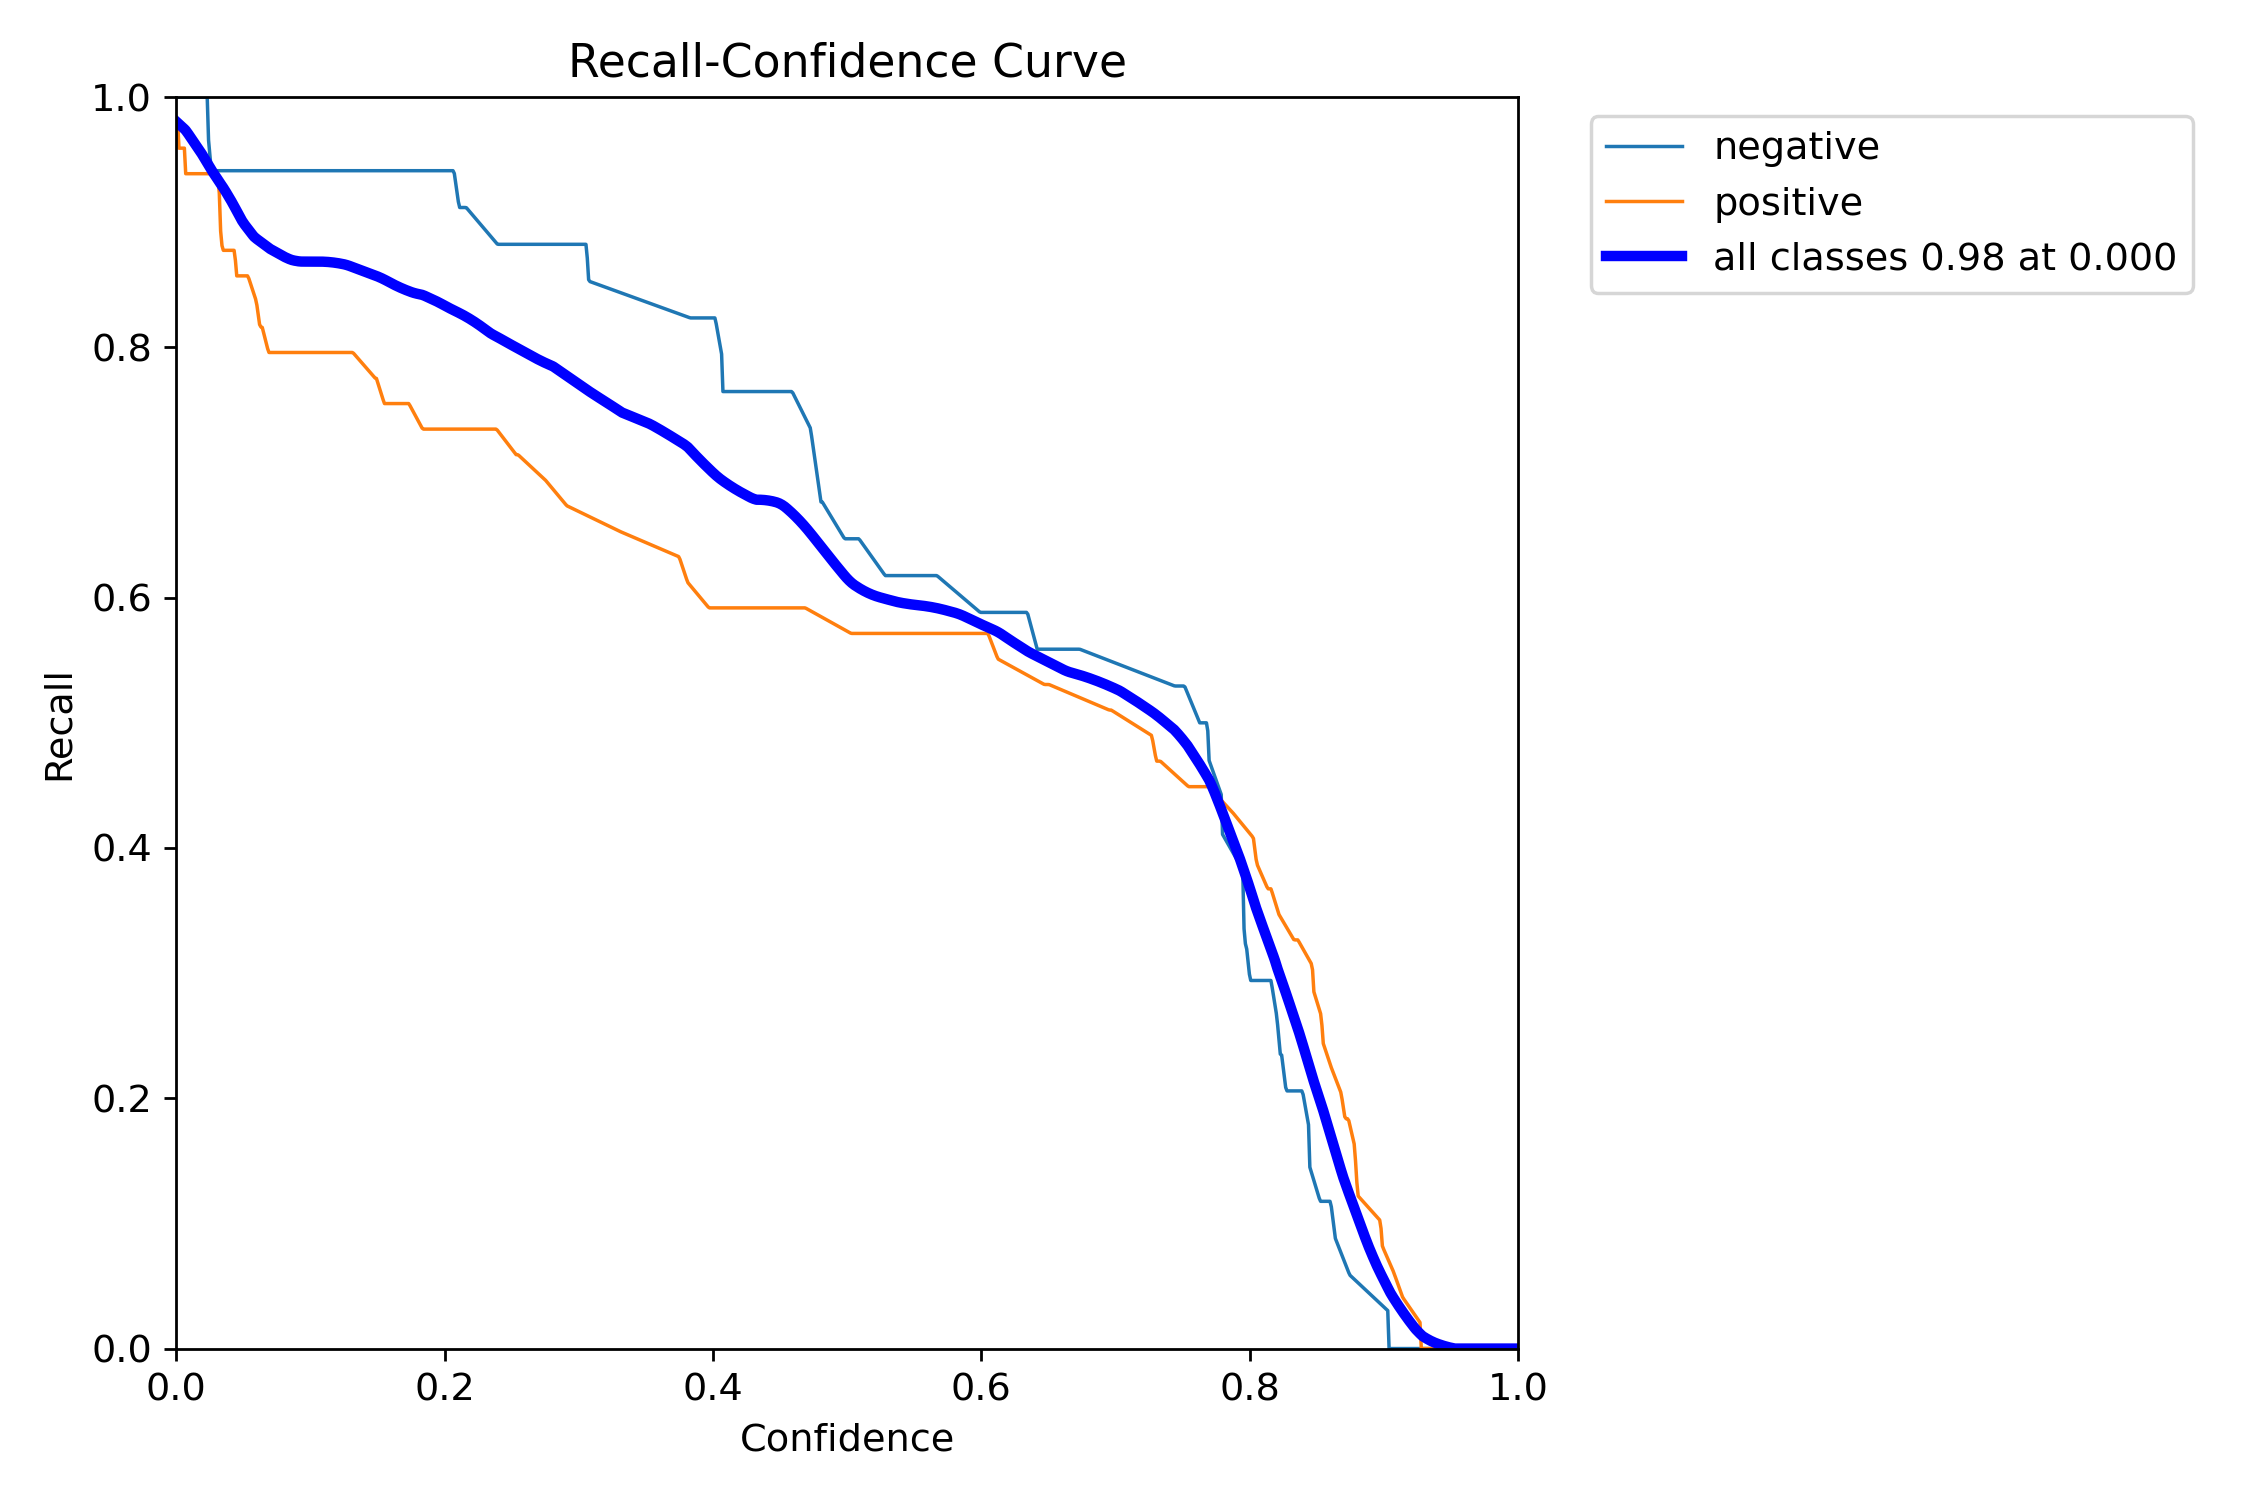 Recall-Confidence Curve
1.0
0.8
0.6
0.4
0.2
0.0
Recall
0.0 0.2 0.4 0.6 0.8 1.0
Confidence
negative
positive
all classes 0.98 at 0.000